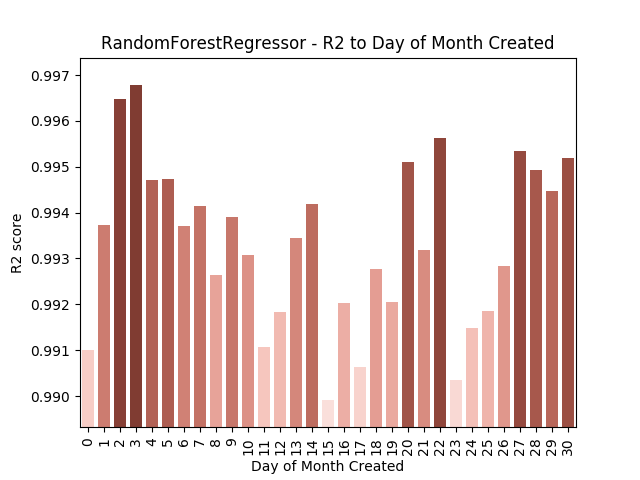 RandomForestRegressor - R2 to Day of Month Created
0.997
0.996
0.995
0.994
0.993
0.992
0.991
0.990
R2 score
0 1 2 3 4 5 6 7 8 9 10 11 12 13 14 15 16 17 18 19 20 21 22 23 24 25 26 27 28 29 30
Day of Month Created